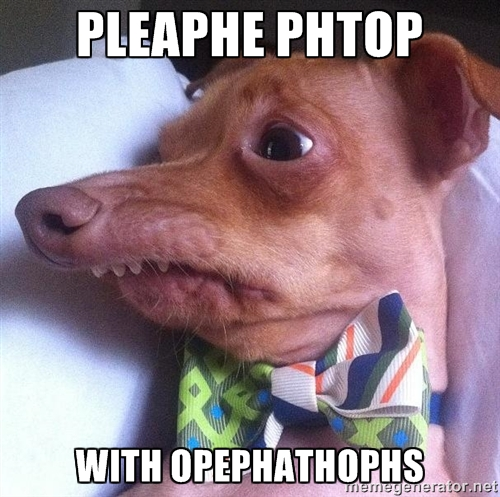 PLEAPHE PHTOP
WITH OPEPHATHOPHS
memegenerator.net